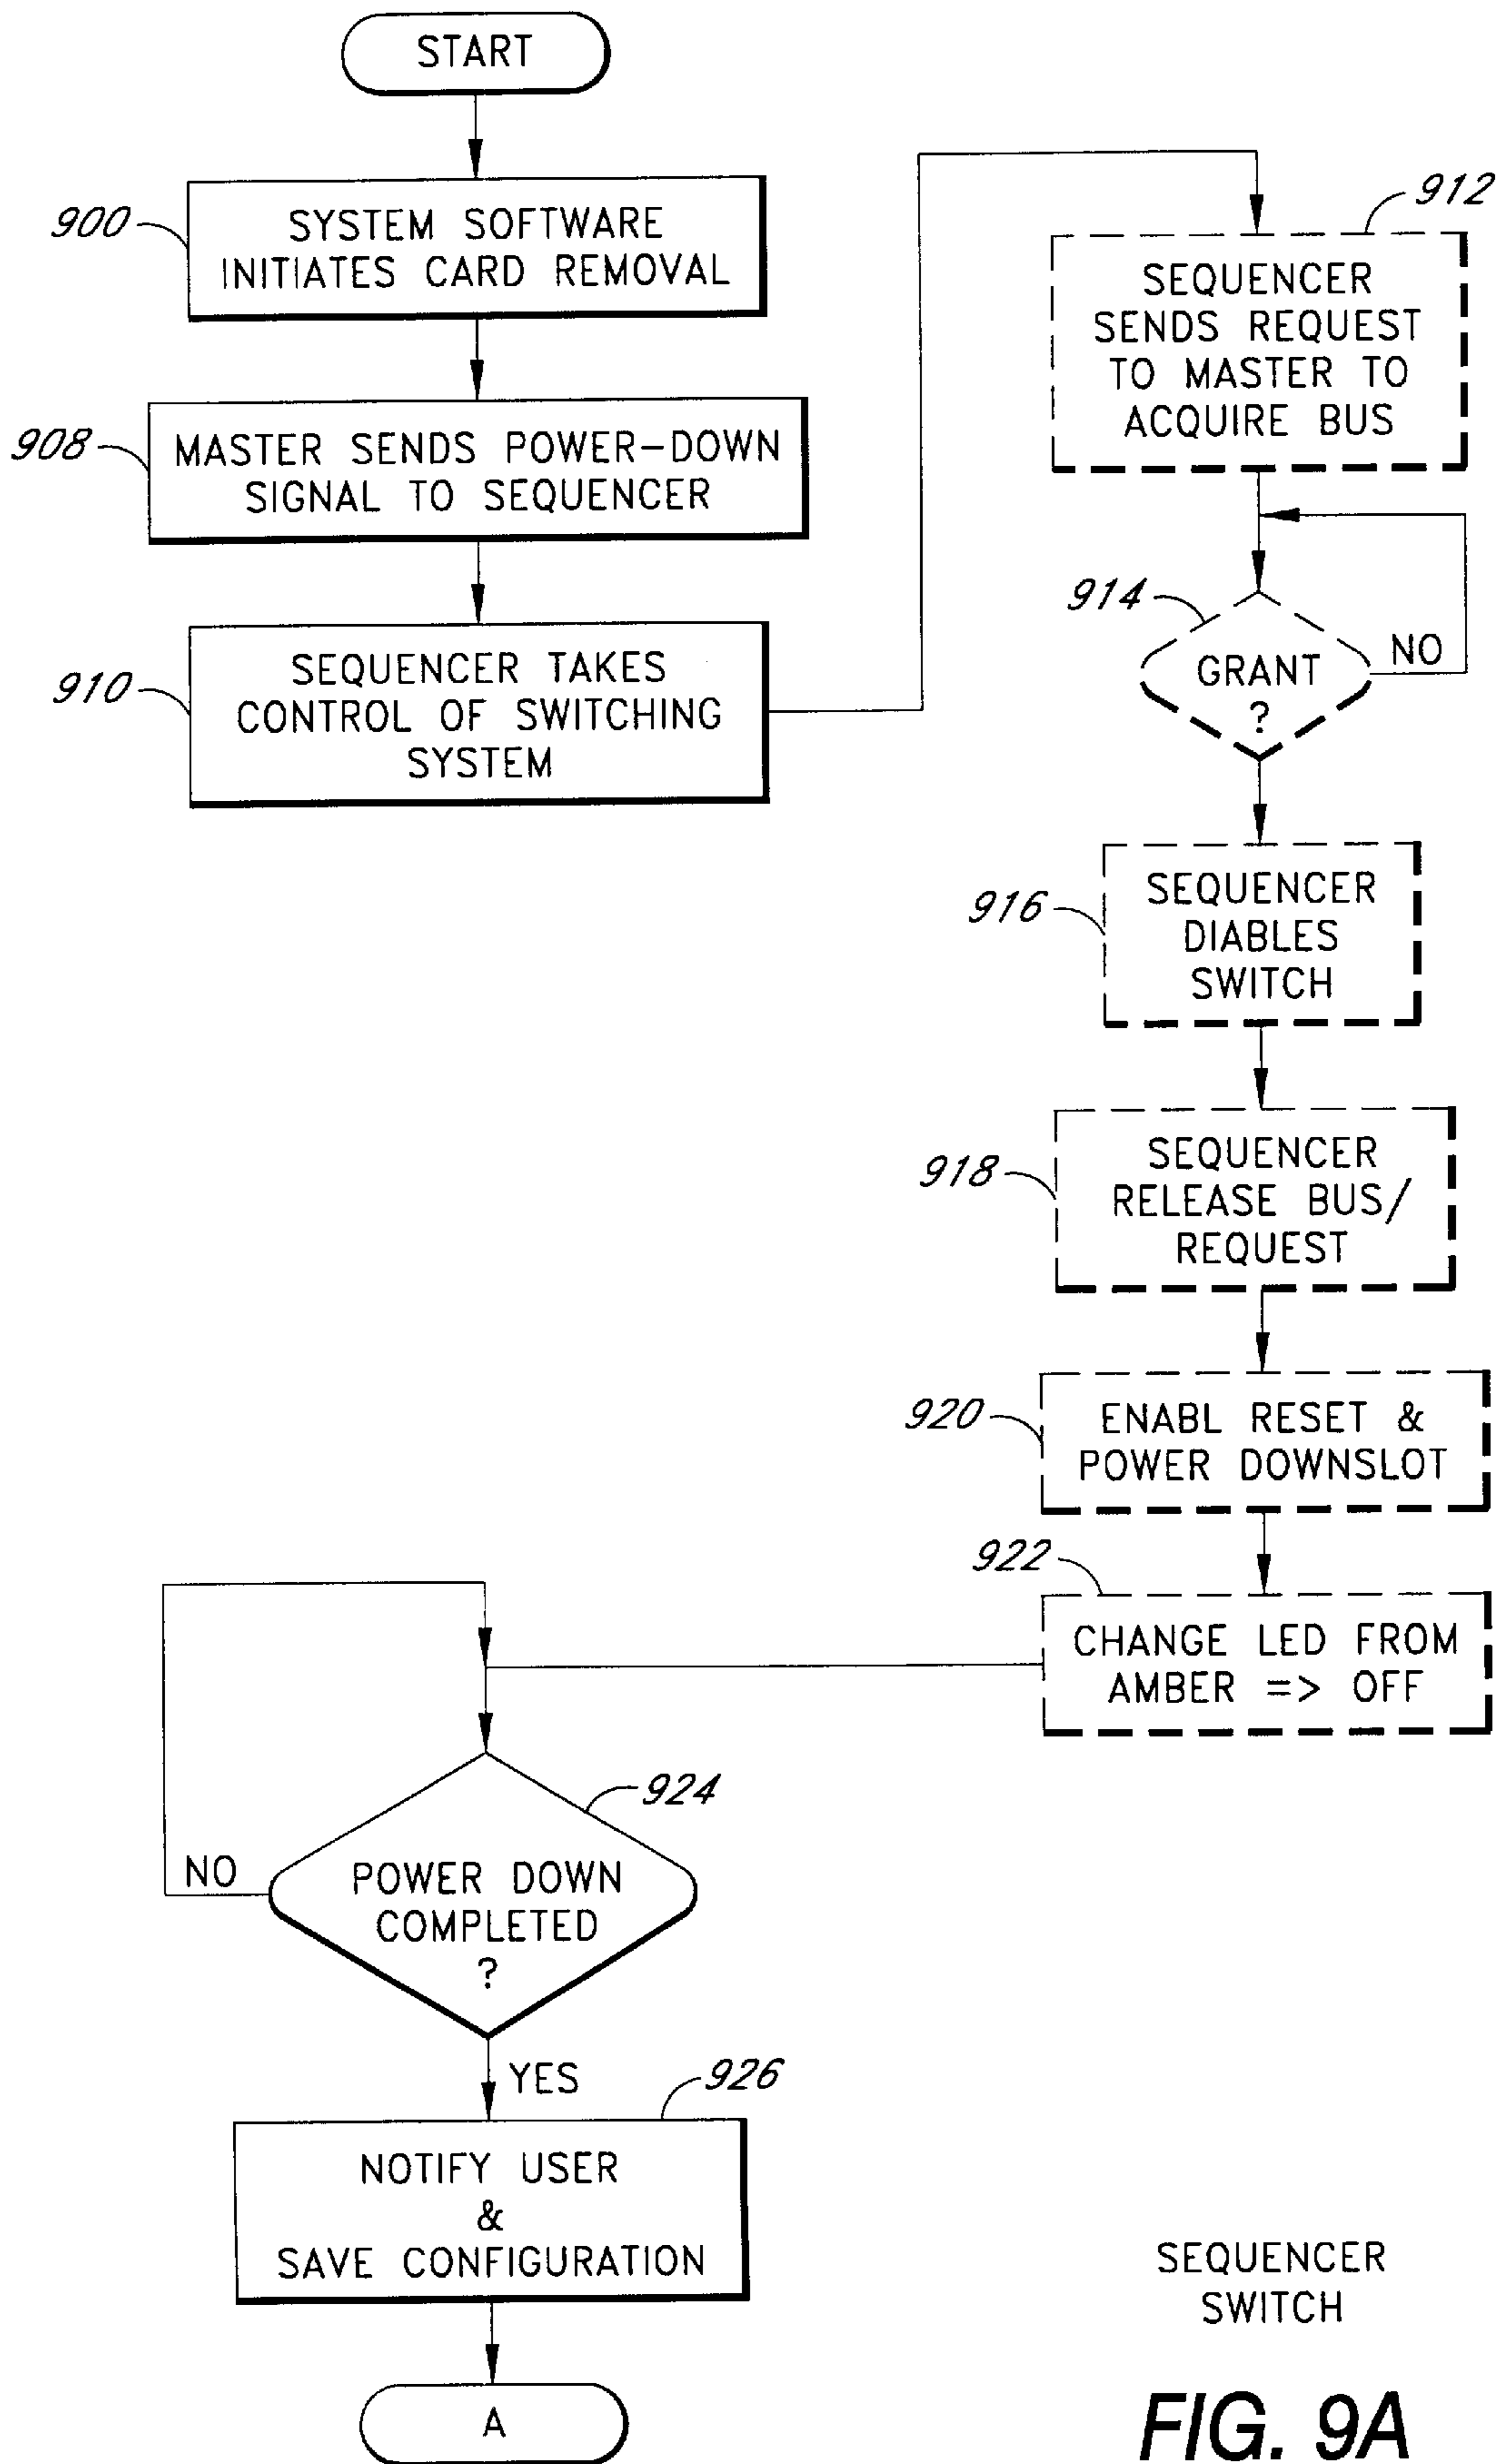 START
900
SYSTEM SOFTWARE
INITIATES CARD REMOVAL
908
MASTER SENDS POWER-DOWN
SIGNAL TO SEQUENCER
910
SEQUENCER TAKES
CONTROL OF SWITCHING
SYSTEM
912
SEQUENCER
SENDS REQUEST
TO MASTER TO
ACQUIRE BUS
914
GRANT
?
NO
916
SEQUENCER
DIABLES
SWITCH
918
SEQUENCER
RELEASE BUS/
REQUEST
920
ENABL RESET &
POWER DOWNSLOT
922
CHANGE LED FROM
AMBER => OFF
924
POWER DOWN
COMPLETED
?
NO
YES
926
NOTIFY USER
&
SAVE CONFIGURATION
A
SEQUENCER
SWITCH
FIG. 9A